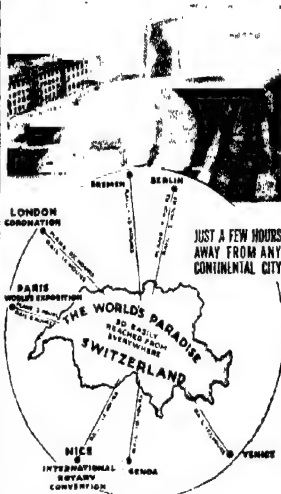 BREMEN
BERLIN
LONDON
CORONATION
JUST A FEW HOURS
AWAY FROM ANY
CONTINENTAL CITY
PARIS
WORLD'S EXPOSITION
THE WORLD'S PARADISE
SO EASILY
REACHED FROM
EVERYWHERE
SWITZERLAND
NICE
INTERNATIONAL
ROTARY
CONVENTION
GENOA
VENICE